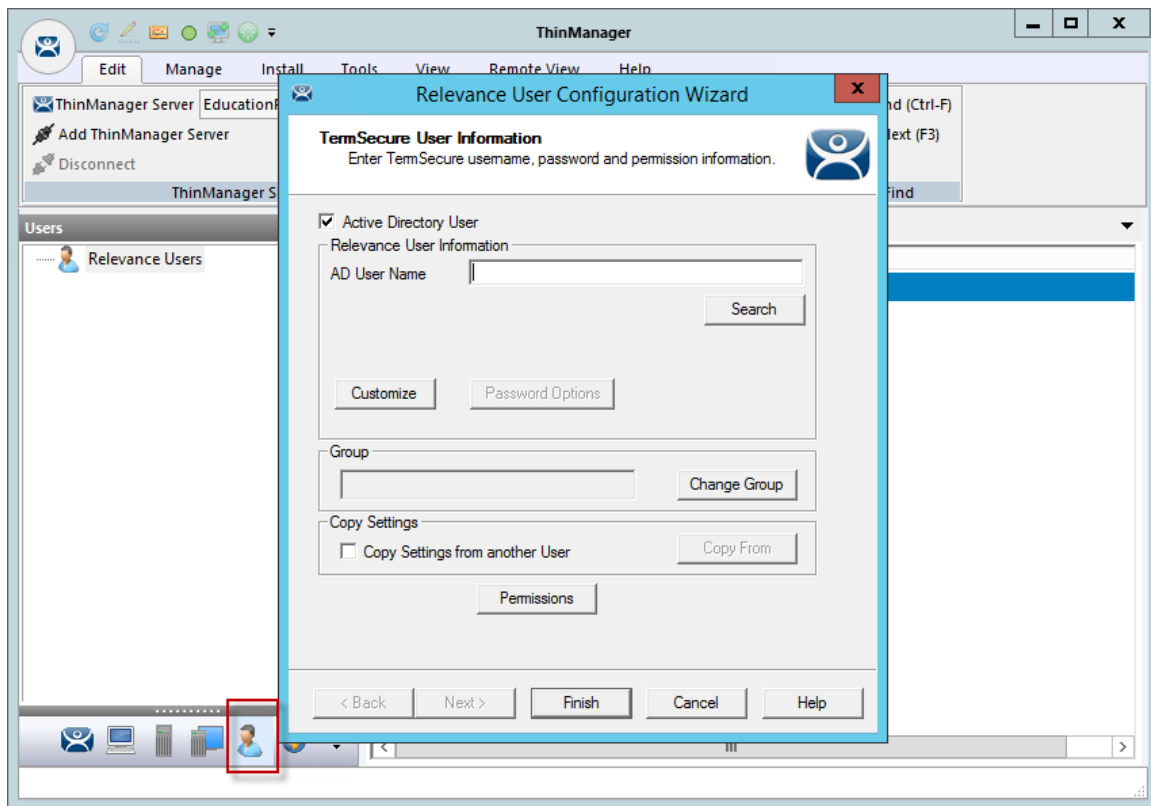 ThinManager
Edit Manage Install Tools View Remote View Help
ThinManager Server
Add ThinManager Server
Disconnect
ThinManager S
nd (Ctrl-F)
Next (F3)
Find
Users
Relevance Users
Relevance User Configuration Wizard
X
TermSecure User Information
Enter TermSecure username, password and permission information.
Active Directory User
Relevance User Information
AD User Name
Search
Customize
Password Options
Group
Change Group
Copy Settings
Copy Settings from another User
Copy From
Permissions
< Back
Next >
Finish
Cancel
Help